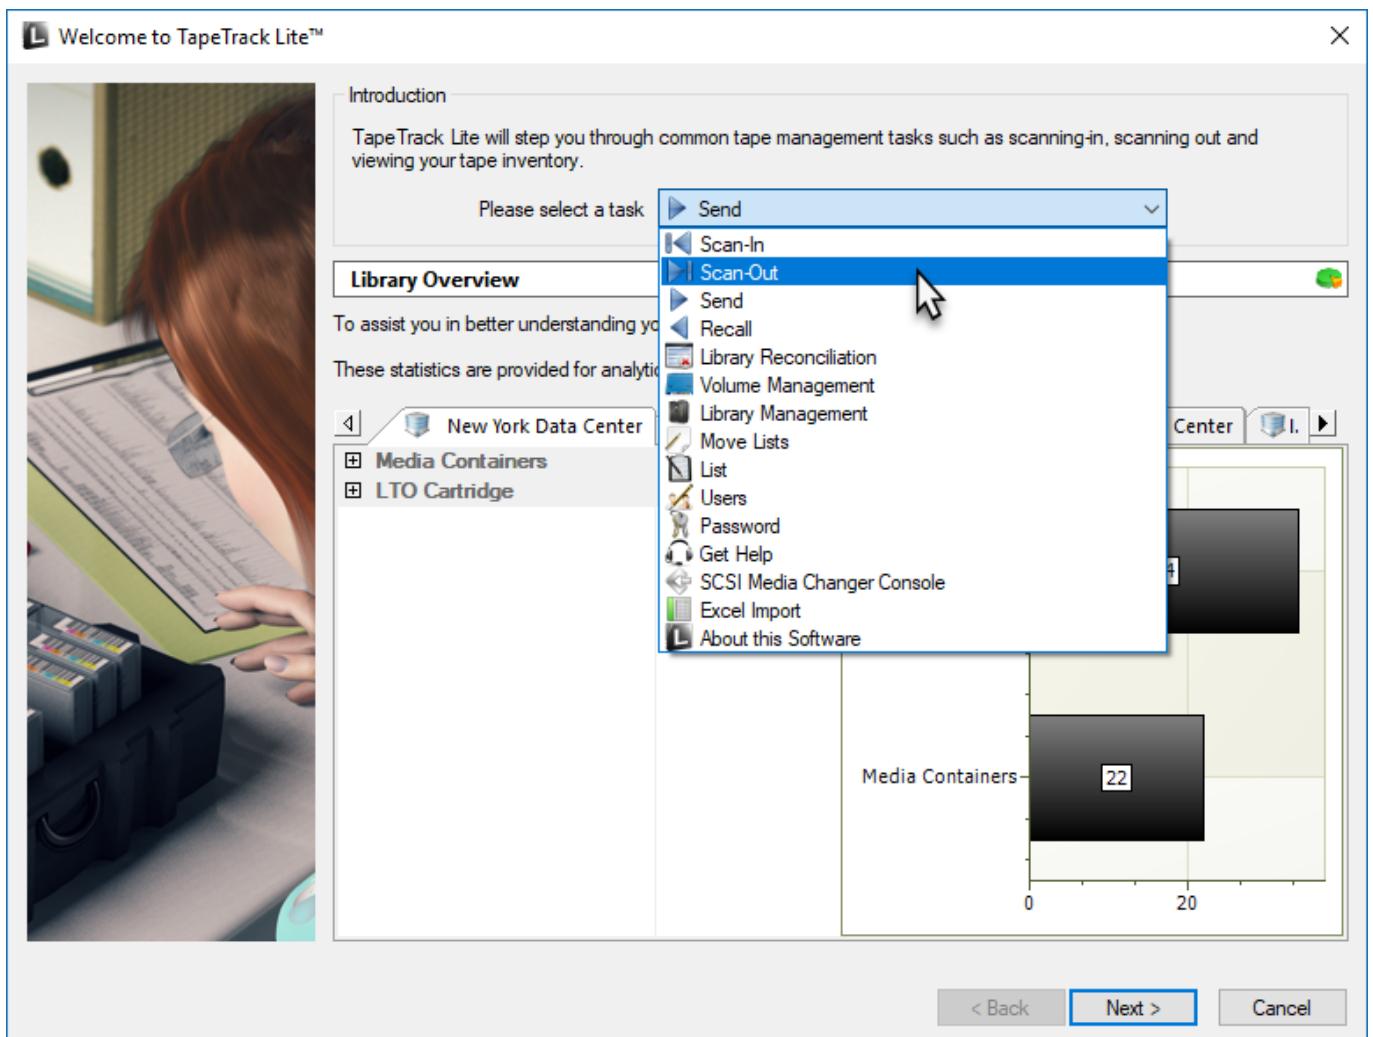 Welcome to TapeTrack Lite™
Introduction
TapeTrack Lite will step you through common tape management tasks such as scanning-in, scanning out and
viewing your tape inventory.
Please select a task
Send
Scan-In
Scan-Out
Send
Recall
Library Reconciliation
Volume Management
Library Management
Move Lists
List
Users
Password
Get Help
SCSI Media Changer Console
Excel Import
About this Software
Library Overview
To assist you in better understanding
These statistics are provided for
New York Data Center
Center
I.
Media Containers
LTO Cartridge
4
Media Containers
22
0
20
< Back
Next >
Cancel